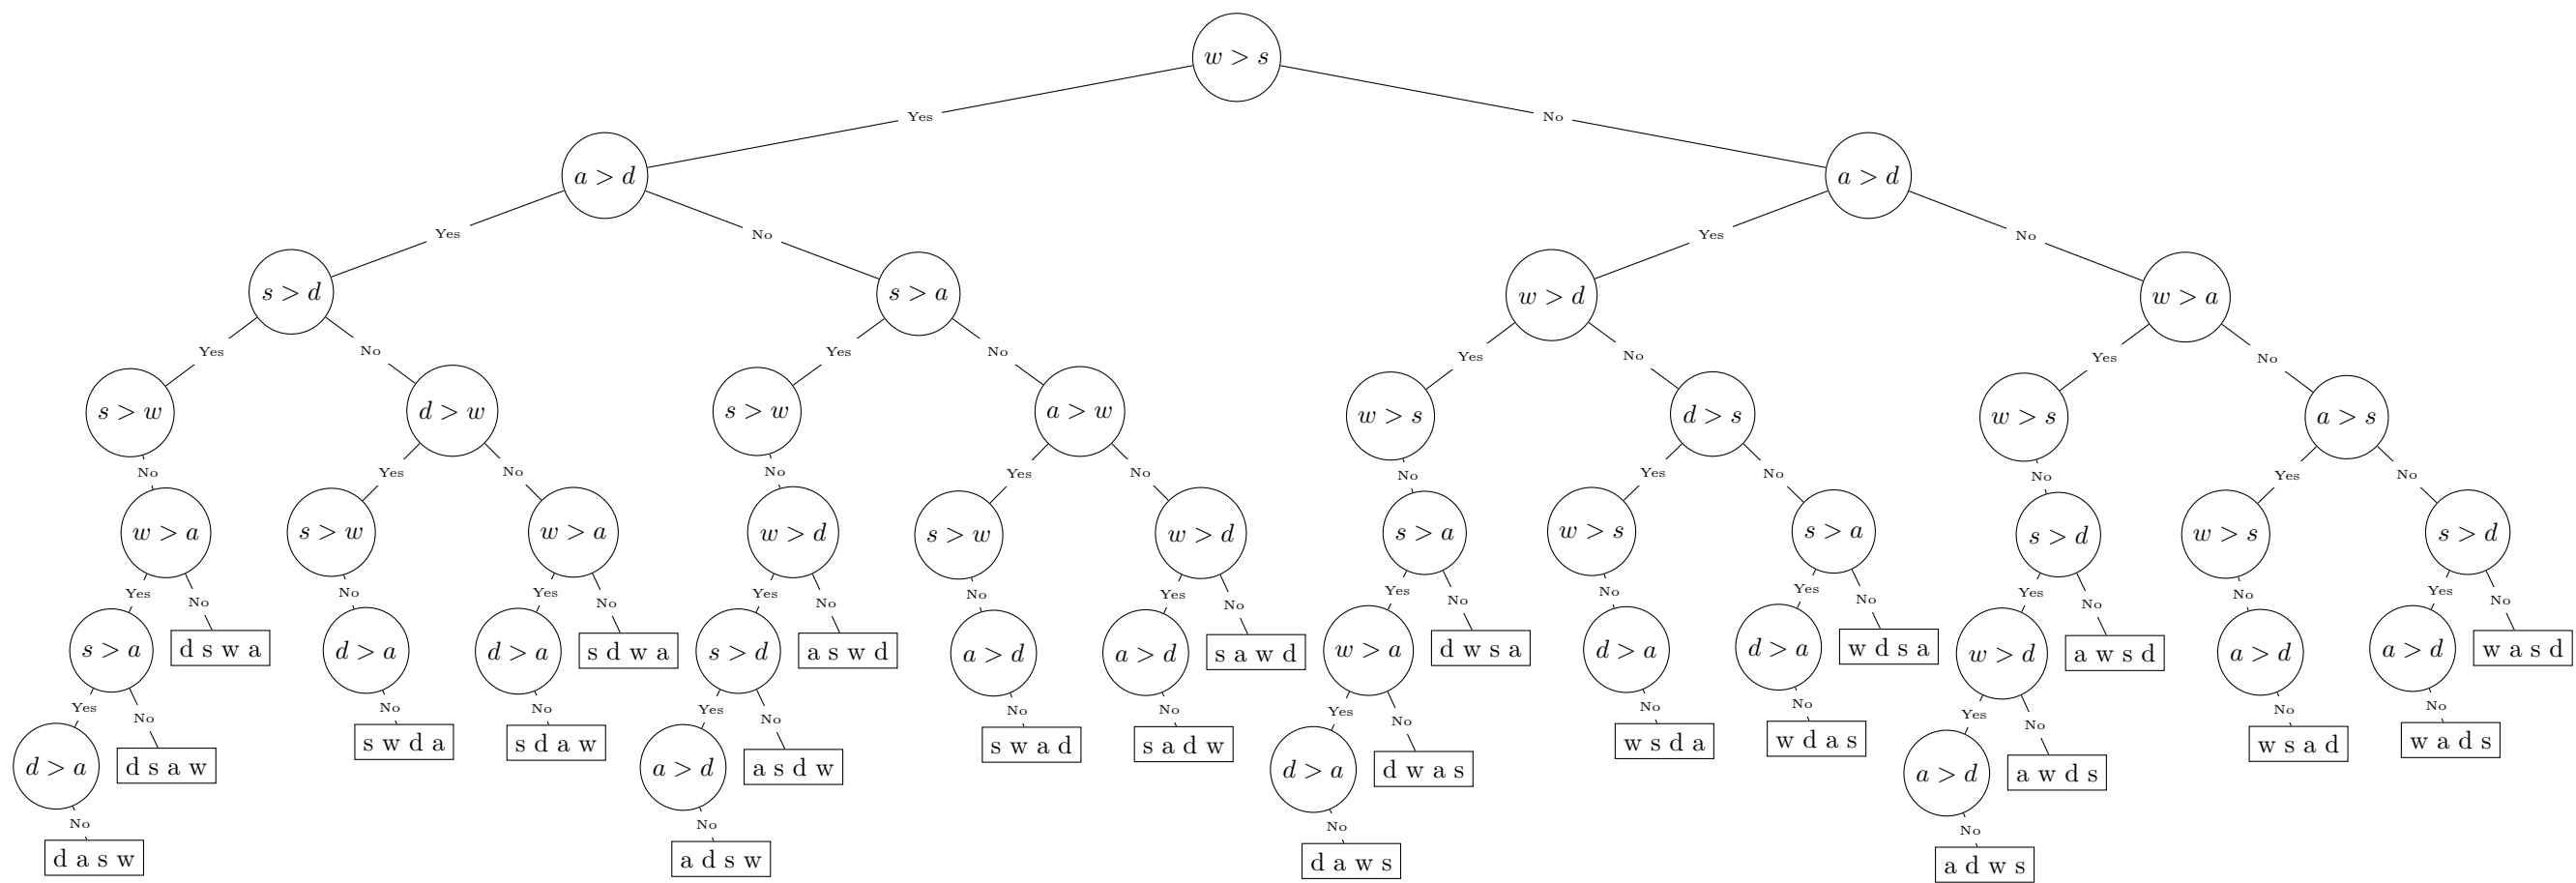 w > s
Yes
No
a > d
a > d
Yes
No
Yes
No
s > d
s > a
w > d
w > a
Yes
No
Yes
No
Yes
No
Yes
No
s > w
d > w
s > w
a > w
w > s
d > s
w > s
a > s
No
Yes
No
No
Yes
No
No
Yes
No
No
Yes
No
w > a
s > w
w > a
w > d
s > w
w > d
s > a
w > s
s > a
s > d
w > s
s > d
Yes
No
No
Yes
No
Yes
No
No
Yes
No
Yes
No
No
Yes
No
Yes
No
No
Yes
No
s > a
d s w a
d > a
d > a
s d w a
s > d
a s w d
a > d
a > d
s a w d
w > a
d w s a
d > a
d > a
w d s a
w > d
a w s d
a > d
a > d
w a s d
Yes
No
No
No
Yes
No
No
No
Yes
No
No
No
Yes
No
No
No
d > a
d s a w
s w d a
s d a w
a > d
a s d w
s w a d
s a d w
d > a
d w a s
w s d a
w d a s
a > d
a w d s
w s a d
w a d s
No
No
No
No
d a s w
a d s w
d a w s
a d w s